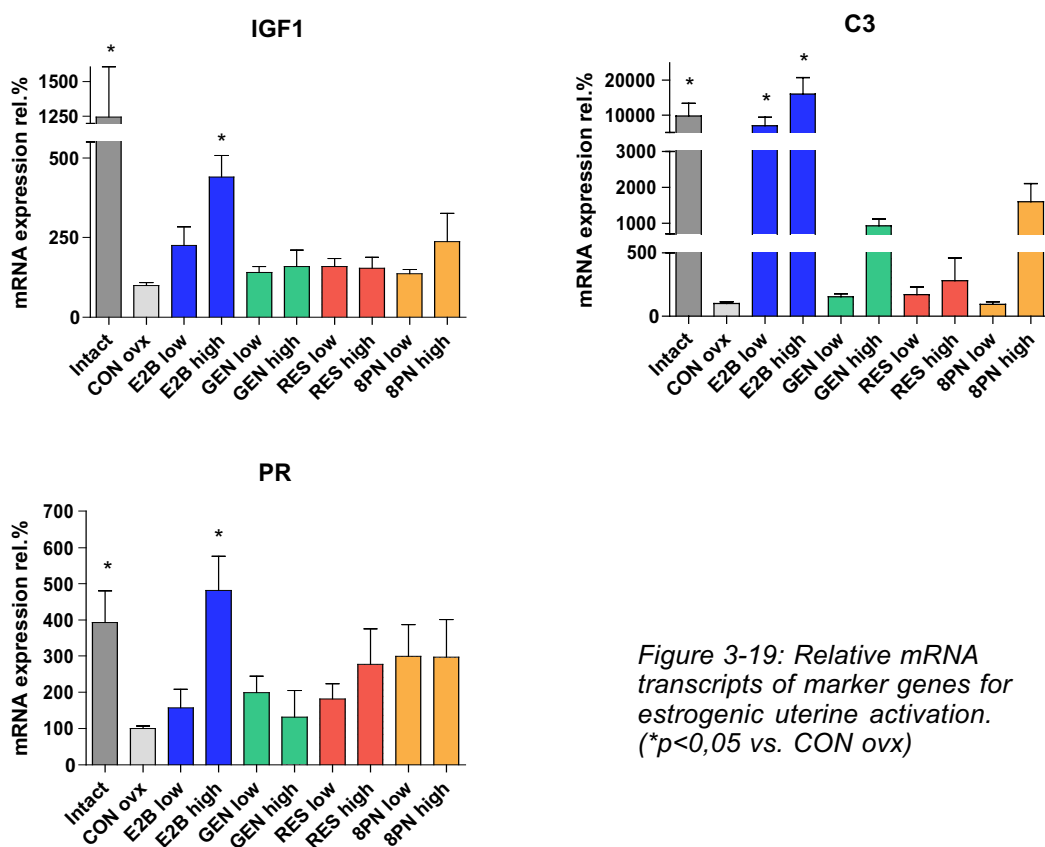 IGF1
*
*
mRNA expression rel.%
1500
1250
500
250
0
Intact
CON ovx
E2B low
E2B high
GEN low
GEN high
RES low
RES high
8PN low
8PN high
C3
*
*
*
mRNA expression rel.%
20000
10000
3000
2000
1000
500
0
Intact
CON ovx
E2B low
E2B high
GEN low
GEN high
RES low
RES high
8PN low
8PN high
PR
*
*
mRNA expression rel.%
700
600
500
400
300
200
100
0
Intact
CON ovx
E2B low
E2B high
GEN low
GEN high
RES low
RES high
8PN low
8PN high
Figure 3-19: Relative mRNA
transcripts of marker genes for
estrogenic uterine activation.
(*p<0,05 vs. CON ovx)